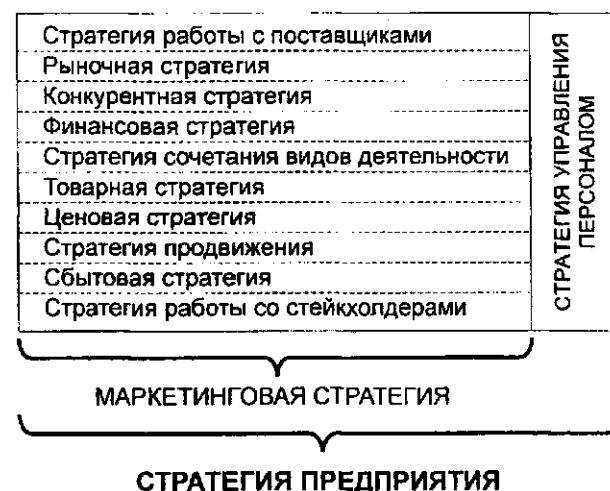 Стратегия работы с поставщиками
Рыночная стратегия
Конкурентная стратегия
Финансовая стратегия
Стратегия сочетания видов деятельности
Товарная стратегия
Ценовая стратегия
Стратегия продвижения
Сбытовая стратегия
Стратегия работы со стейкхолдерами
СТРАТЕГИЯ УПРАВЛЕНИЯ
ПЕРСОНАЛОМ
МАРКЕТИНГОВАЯ СТРАТЕГИЯ
СТРАТЕГИЯ ПРЕДПРИЯТИЯ